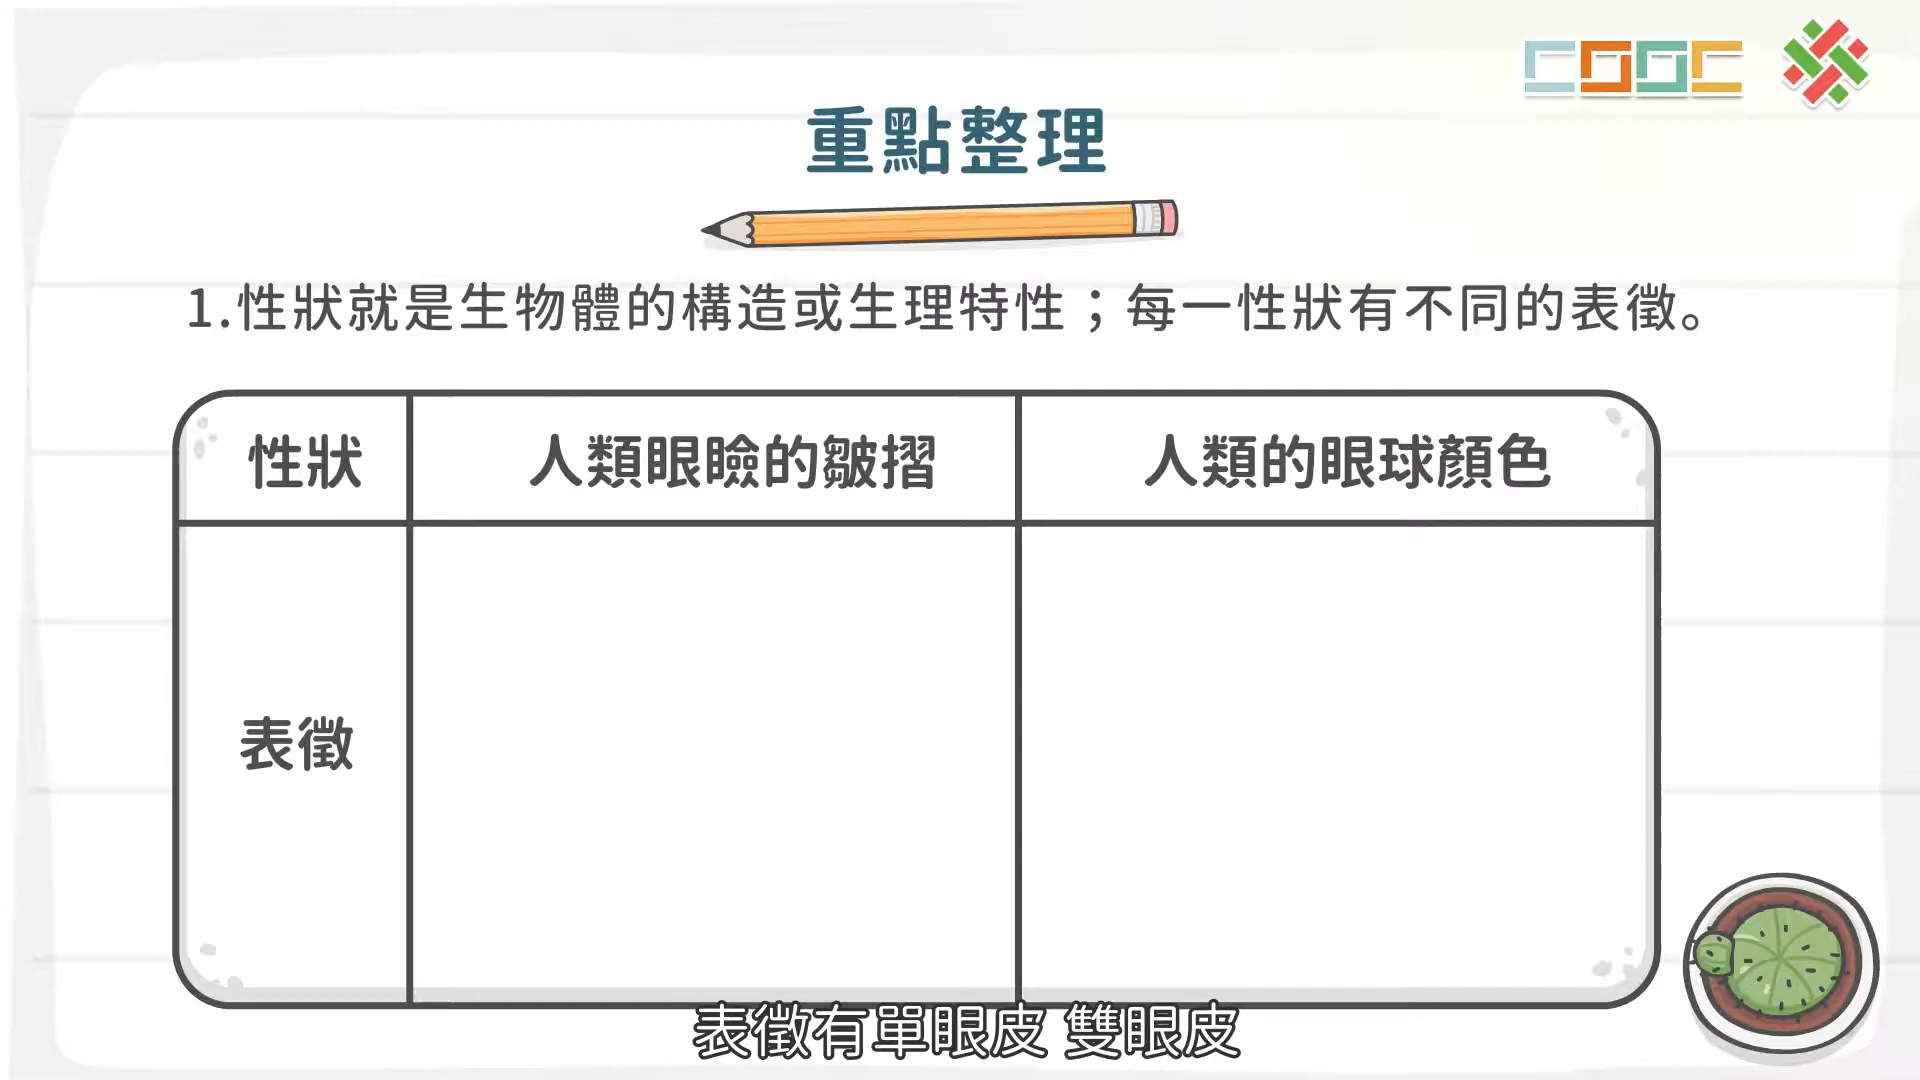 COOC
重點整理
1.性狀就是生物體的構造或生理特性；每一性狀有不同的表徵。
性狀 人類眼瞼的皺摺 人類的眼球顏色
表徵
表徵有單眼皮 雙眼皮